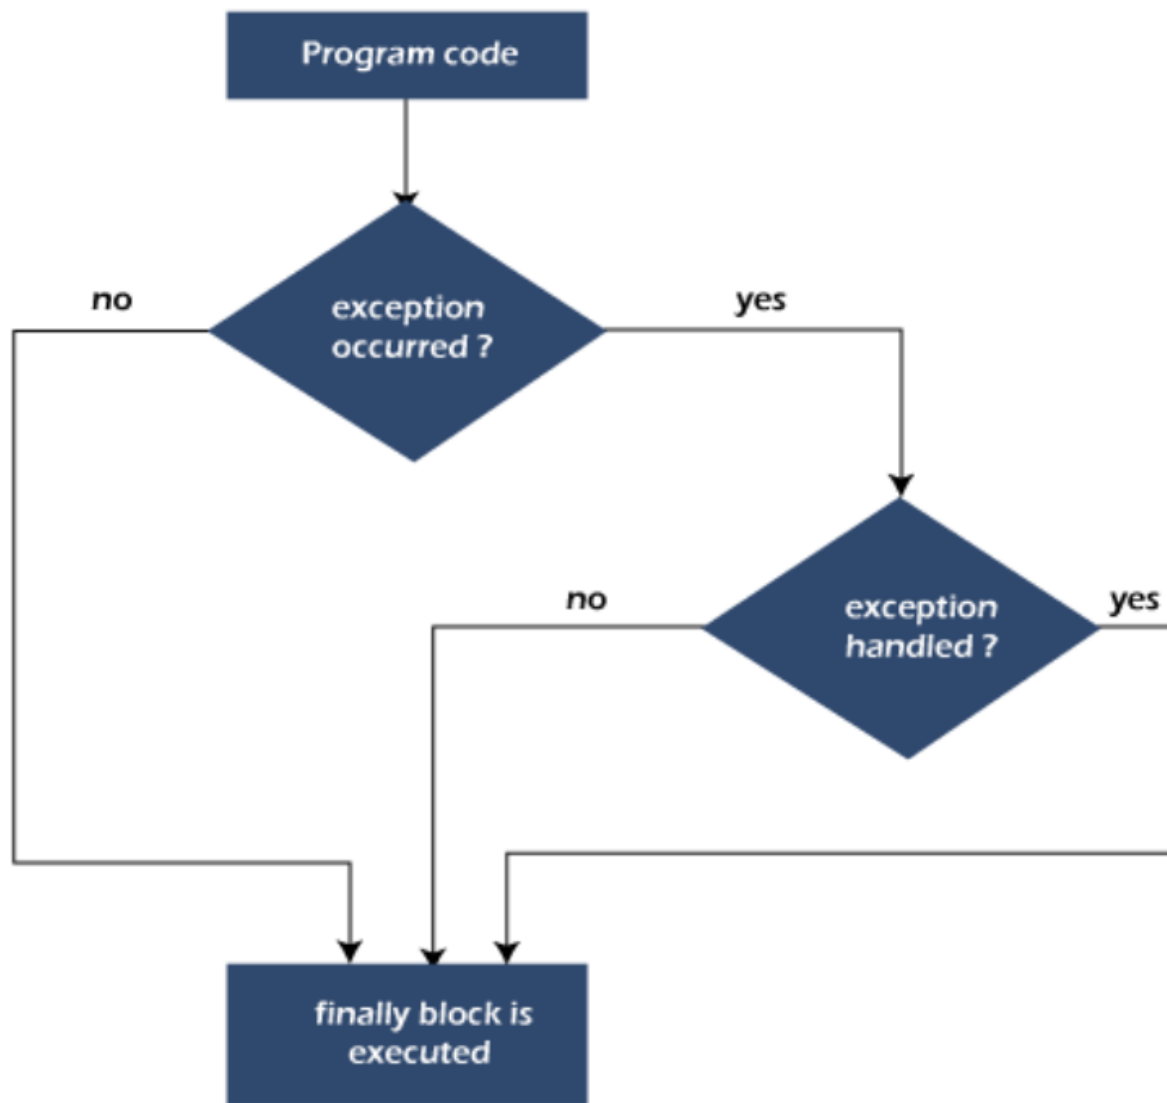 Program code
no
exception
occurred ?
yes
no
exception
handled ?
yes
finally block is
executed